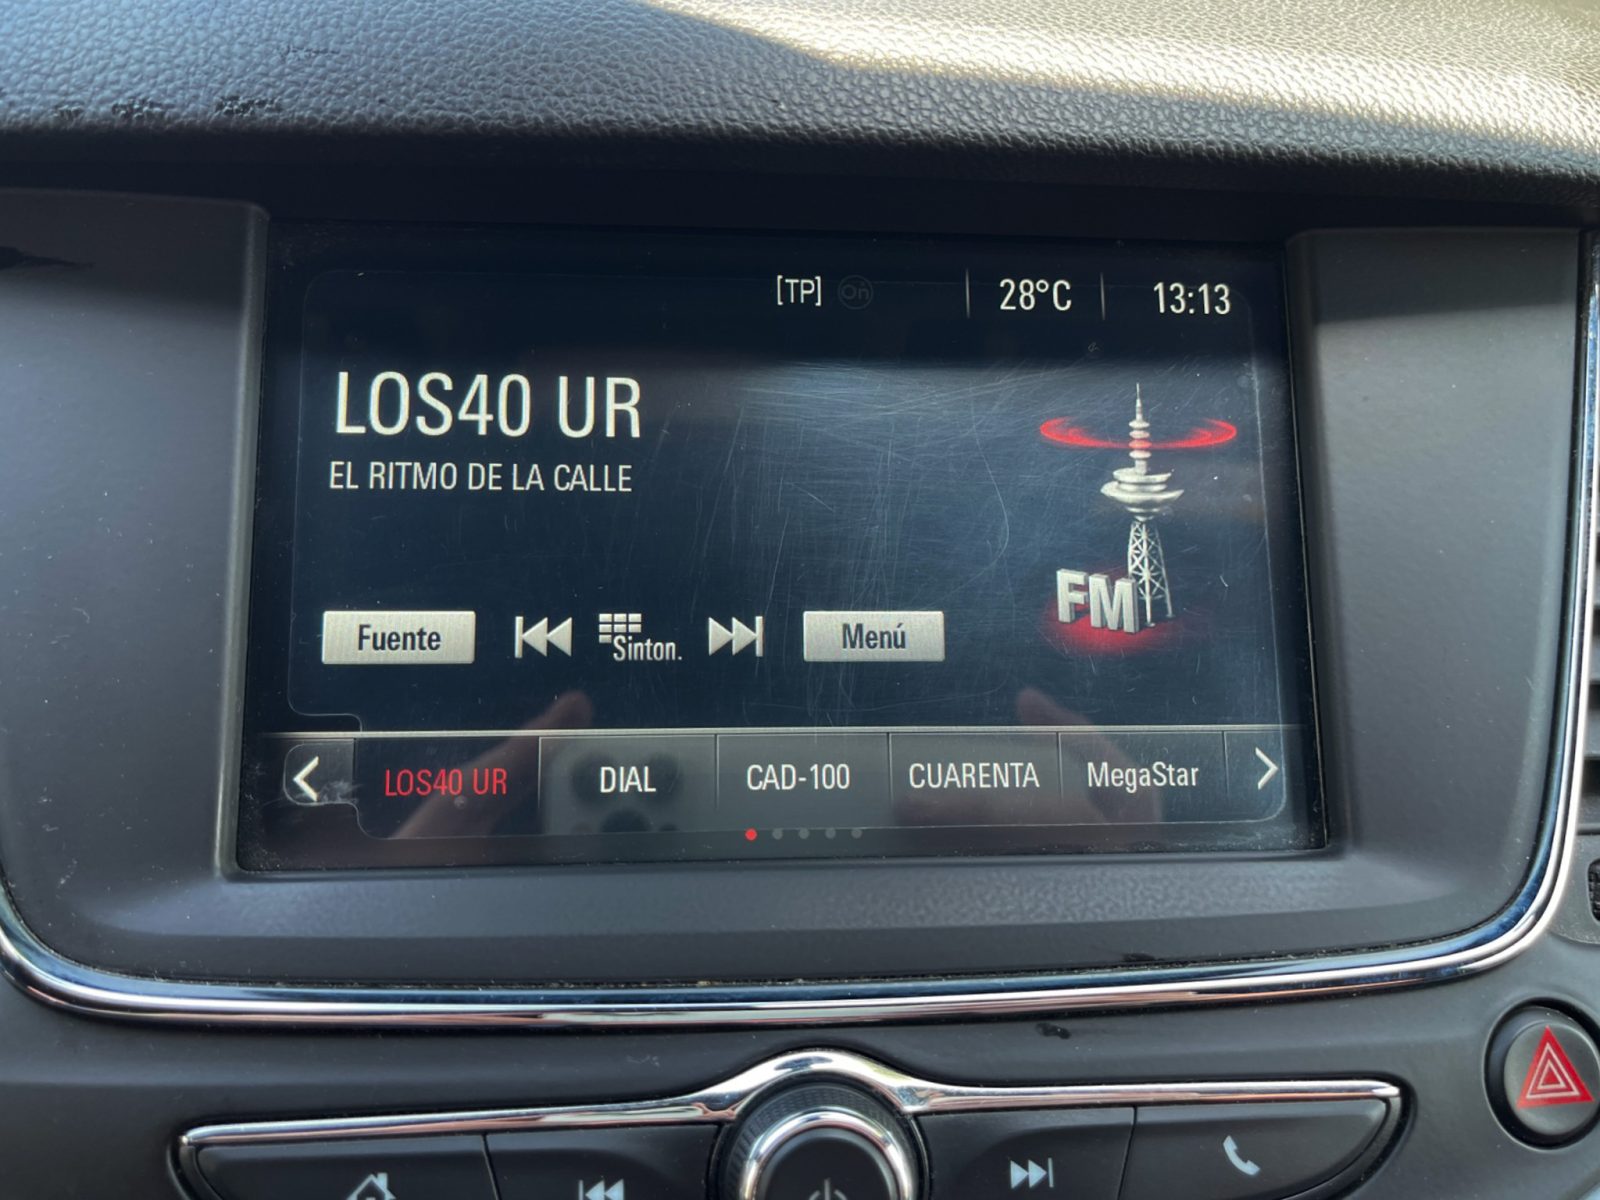 [TP] On 28°C 13:13
LOS40 UR
EL RITMO DE LA CALLE
FM
Fuente Sinton. Menú
LOS40 UR DIAL CAD-100 CUARENTA MegaStar